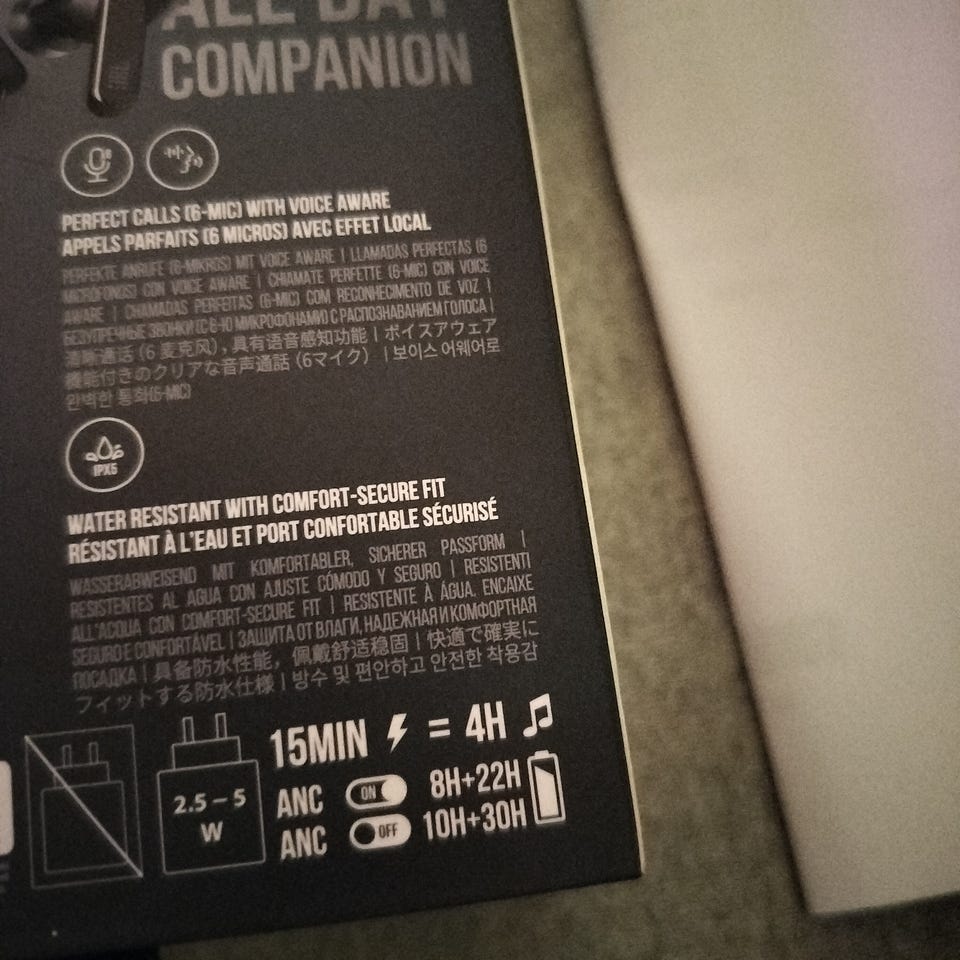 ALL DAY
COMPANION
PERFECT CALLS (6-MIC) WITH VOICE AWARE
APPELS PARFAITS (6 MICROS) AVEC EFFET LOCAL
PERFEKTE ANRUFE (6-MIKROS) MIT VOICE AWARE | LLAMADAS PERFECTAS (6
MICRÓFONOS) CON VOICE AWARE | CHIAMATE PERFETTE (6-MIC) CON VOICE
AWARE | CHAMADAS PERFEITAS (6-MIC) COM RECONHECIMENTO DE VOZ |
БЕЗУПРЕЧНЫЕ ЗВОНКИ (С 6-Ю МИКРОФОНАМИ) С РАСПОЗНАВАНИЕМ ГОЛОСА |
清晰通话 (6 麦克风), 具有语音感知功能 | ボイスアウェア
機能付きのクリアな音声通話 (6マイク) | 보이스 어웨어로
완벽한 통화(6-MIC)
IPX5
WATER RESISTANT WITH COMFORT-SECURE FIT
RÉSISTANT À L'EAU ET PORT CONFORTABLE SÉCURISÉ
WASSERABWEISEND MIT KOMFORTABLER, SICHERER PASSFORM |
RESISTENTES AL AGUA CON AJUSTE CÓMODO Y SEGURO | RESISTENTI
ALL'ACQUA CON COMFORT-SECURE FIT | RESISTENTE À ÁGUA. ENCAIXE
SEGURO E CONFORTÁVEL | ЗАЩИТА ОТ ВЛАГИ, НАДЕЖНАЯ И КОМФОРТНАЯ
ПОСАДКА | 具备防水性能，佩戴舒适稳固 | 快適で確実に
フィットする防水仕様 | 방수 및 편안하고 안전한 착용감
15MIN = 4H
2.5 – 5
W
ANC ON 8H+22H
ANC OFF 10H+30H